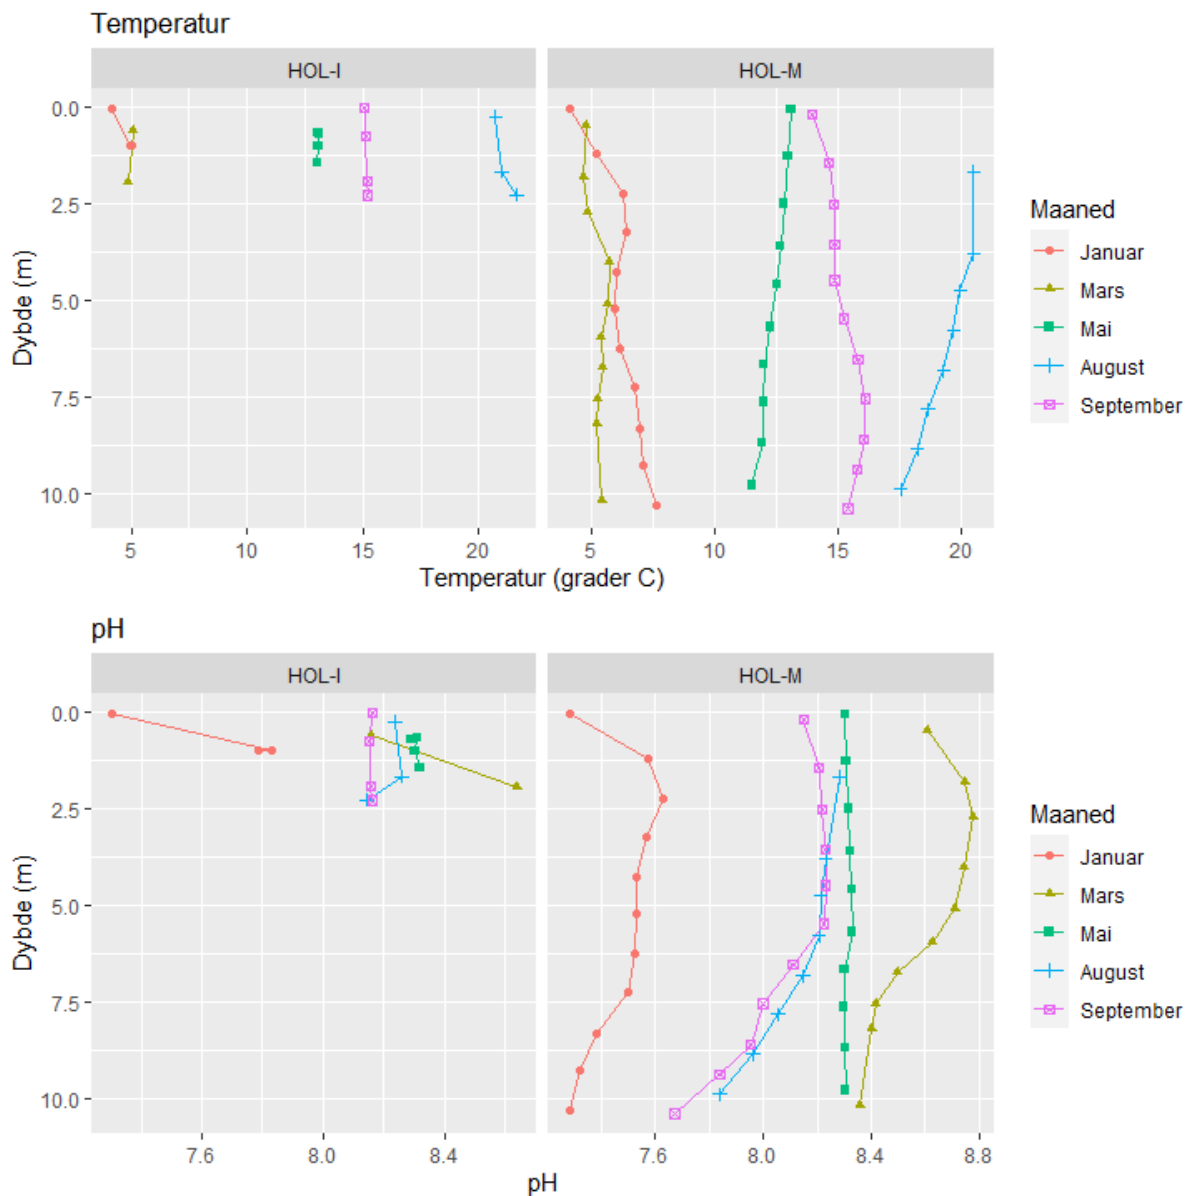 Temperatur
HOL-I HOL-M
0.0
2.5
5.0
7.5
10.0
Dybde (m)
5 10 15 20 5 10 15 20
Temperatur (grader C)
Maaned
Januar
Mars
Mai
August
September
pH
HOL-I HOL-M
0.0
2.5
5.0
7.5
10.0
Dybde (m)
7.6 8.0 8.4 7.6 8.0 8.4 8.8
pH
Maaned
Januar
Mars
Mai
August
September